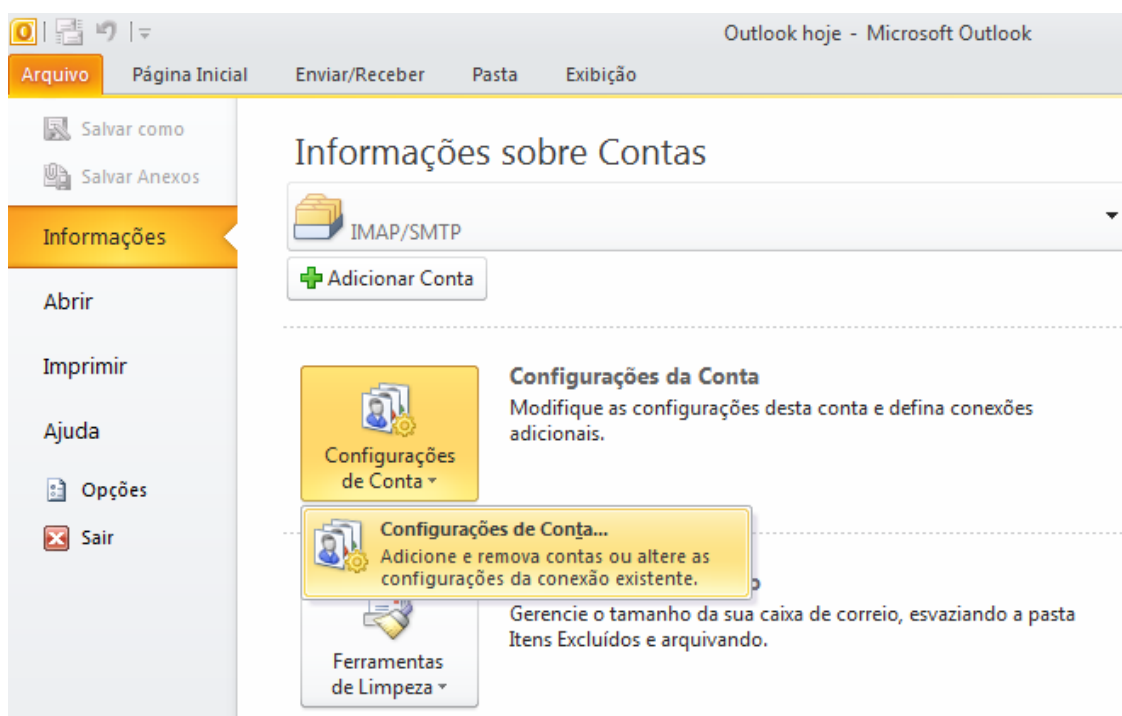 Outlook hoje - Microsoft Outlook
Arquivo Página Inicial Enviar/Receber Pasta Exibição
Salvar como
Salvar Anexos
Informações
Abrir
Imprimir
Ajuda
Opções
Sair
Informações sobre Contas
IMAP/SMTP
Adicionar Conta
Configurações
de Conta
Configurações da Conta
Modifique as configurações desta conta e defina conexões
adicionais.
Configurações de Conta...
Adicione e remova contas ou altere as
configurações da conexão existente.
Gerencie o tamanho da sua caixa de correio, esvaziando a pasta
Itens Excluídos e arquivando.
Ferramentas
de Limpeza